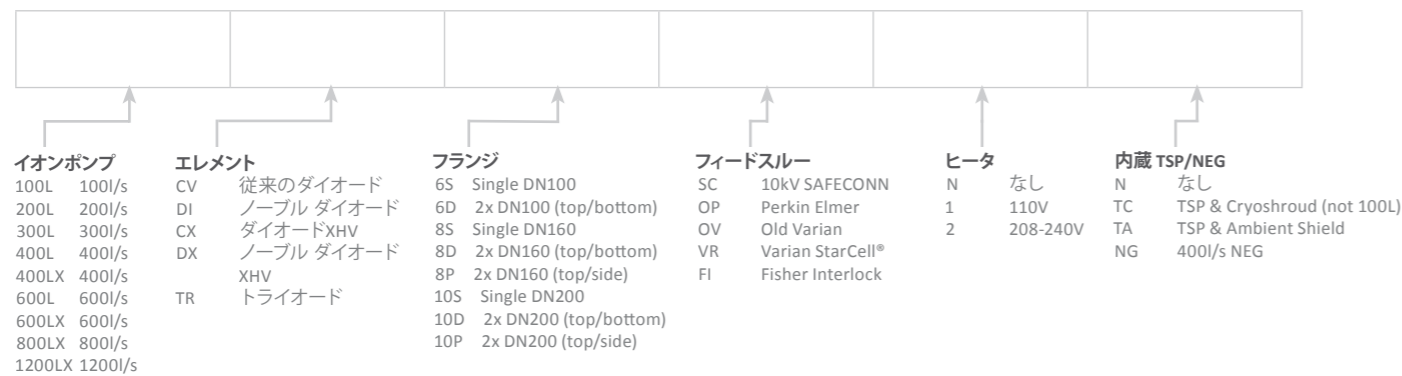 イオンポンプ
100L 100l/s
200L 200l/s
300L 300l/s
400L 400l/s
400LX 400l/s
600L 600l/s
600LX 600l/s
800LX 800l/s
1200LX 1200l/s
エレメント
CV 従来のダイオード
DI ノーブル ダイオード
CX ダイオードXHV
DX ノーブル ダイオード
XHV
TR トライオード
フランジ
6S Single DN100
6D 2x DN100 (top/bottom)
8S Single DN160
8D 2x DN160 (top/bottom)
8P 2x DN160 (top/side)
10S Single DN200
10D 2x DN200 (top/bottom)
10P 2x DN200 (top/side)
フィードスルー
SC 10kV SAFECONN
OP Perkin Elmer
OV Old Varian
VR Varian StarCell®
FI Fisher Interlock
ヒータ
N なし
1 110V
2 208-240V
内蔵 TSP/NEG
N なし
TC TSP & Cryoshroud (not 100L)
TA TSP & Ambient Shield
NG 400l/s NEG